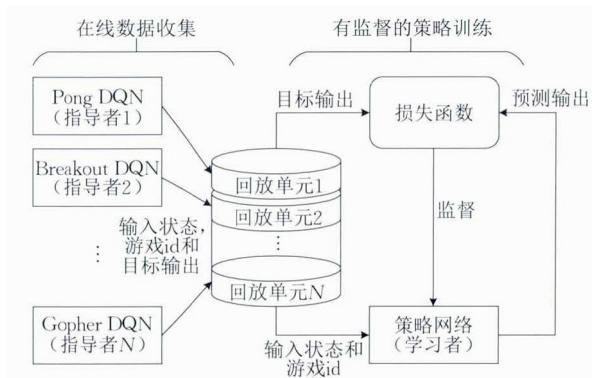 在线数据收集
有监督的策略训练
Pong DQN
(指导者1)
Breakout DQN
(指导者2)
⋮
Gopher DQN
(指导者N)
输入状态,
游戏id和
目标输出
回放单元1
回放单元2
⋮
回放单元N
目标输出
损失函数
预测输出
监督
输入状态和
游戏id
策略网络
(学习者)